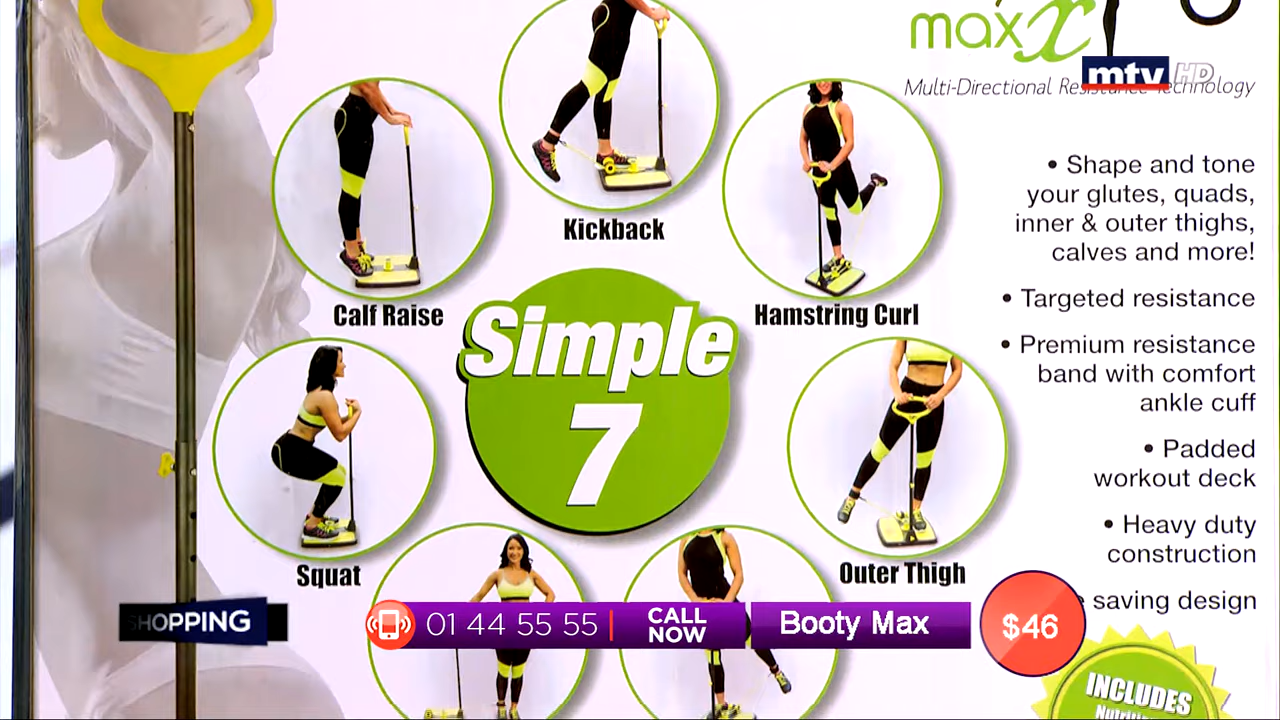 maxx
mtv HD
Multi-Directional Resistance Technology
• Shape and tone
your glutes, quads,
inner & outer thighs,
calves and more!
• Targeted resistance
• Premium resistance
band with comfort
ankle cuff
• Padded
workout deck
• Heavy duty
construction
saving design
Kickback
Calf Raise
Hamstring Curl
Simple
7
Squat
Outer Thigh
SHOPPING
01 44 55 55
CALL
NOW
Booty Max
$46
INCLUDES